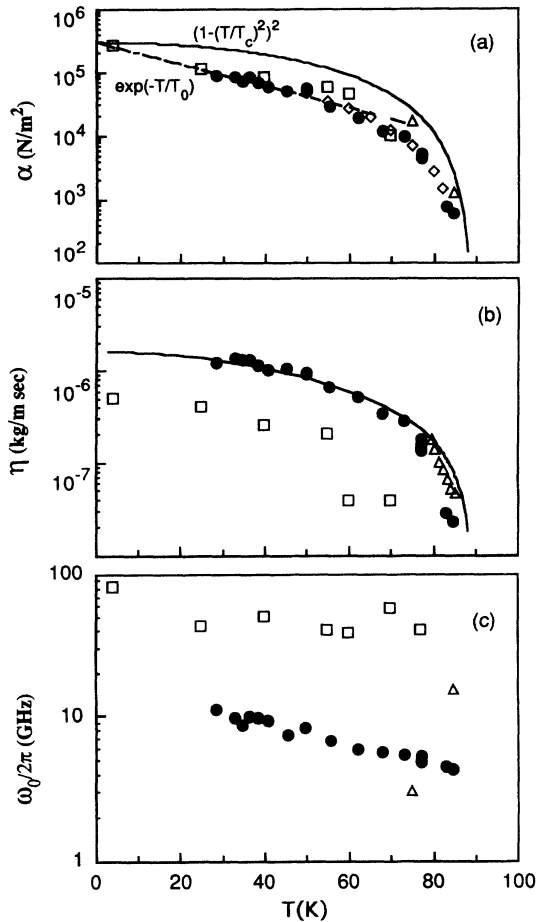 10^6
10^5
10^4
10^3
10^2
α (N/m^2)
(1-(T/T_c)^2)^2
(a)
exp(-T/T_0)
10^-5
10^-6
10^-7
η (kg/m sec)
(b)
100
10
1
ω_0/2π (GHz)
(c)
0 20 40 60 80 100
T(K)